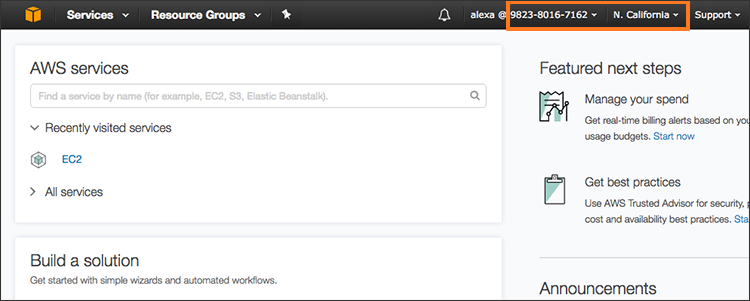 Services Resource Groups alexa @ 9823-8016-7162 N. California Support
AWS services
Find a service by name (for example, EC2, S3, Elastic Beanstalk).
Recently visited services
EC2
All services
Build a solution
Get started with simple wizards and automated workflows.
Featured next steps
Manage your spend
Get real-time billing alerts based on you
usage budgets. Start now
Get best practices
Use AWS Trusted Advisor for security, p
cost and availability best practices. Sta
Announcements